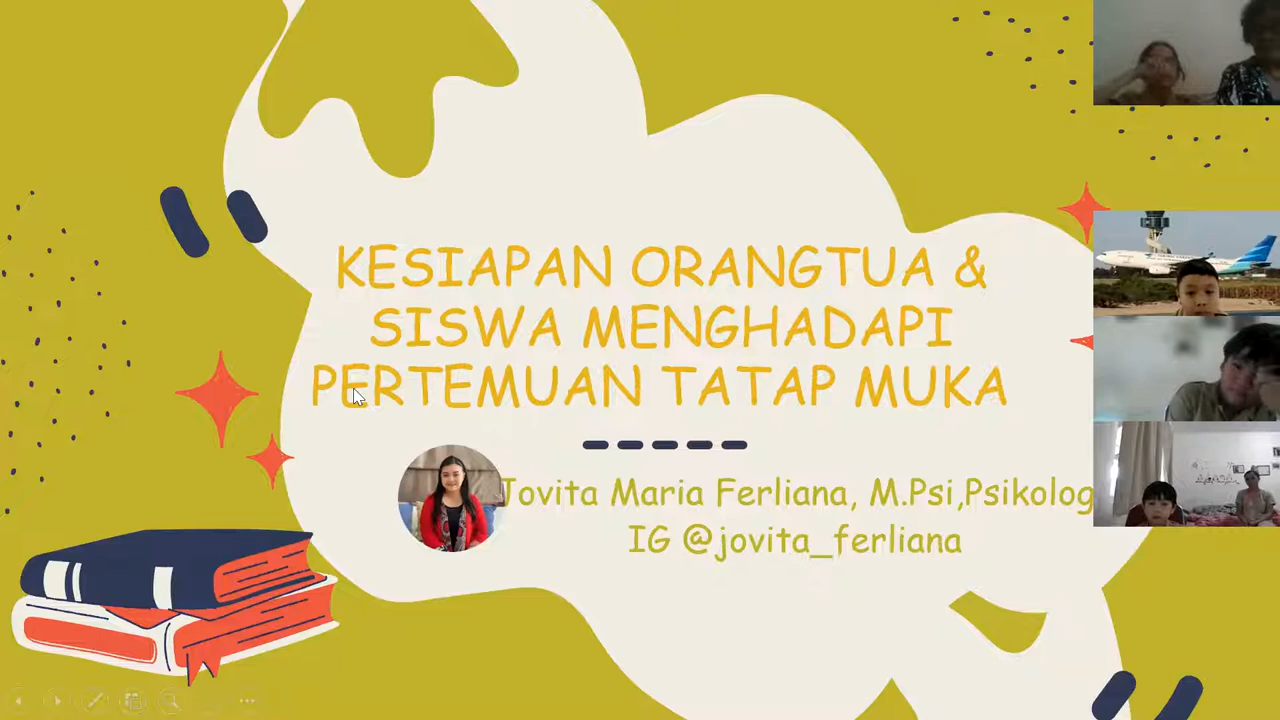 KESIAPAN ORANGTUA &
SISWA MENGHADAPI
PERTEMUAN TATAP MUKA
Jovita Maria Ferliana, M.Psi,Psikolog
IG @jovita_ferliana